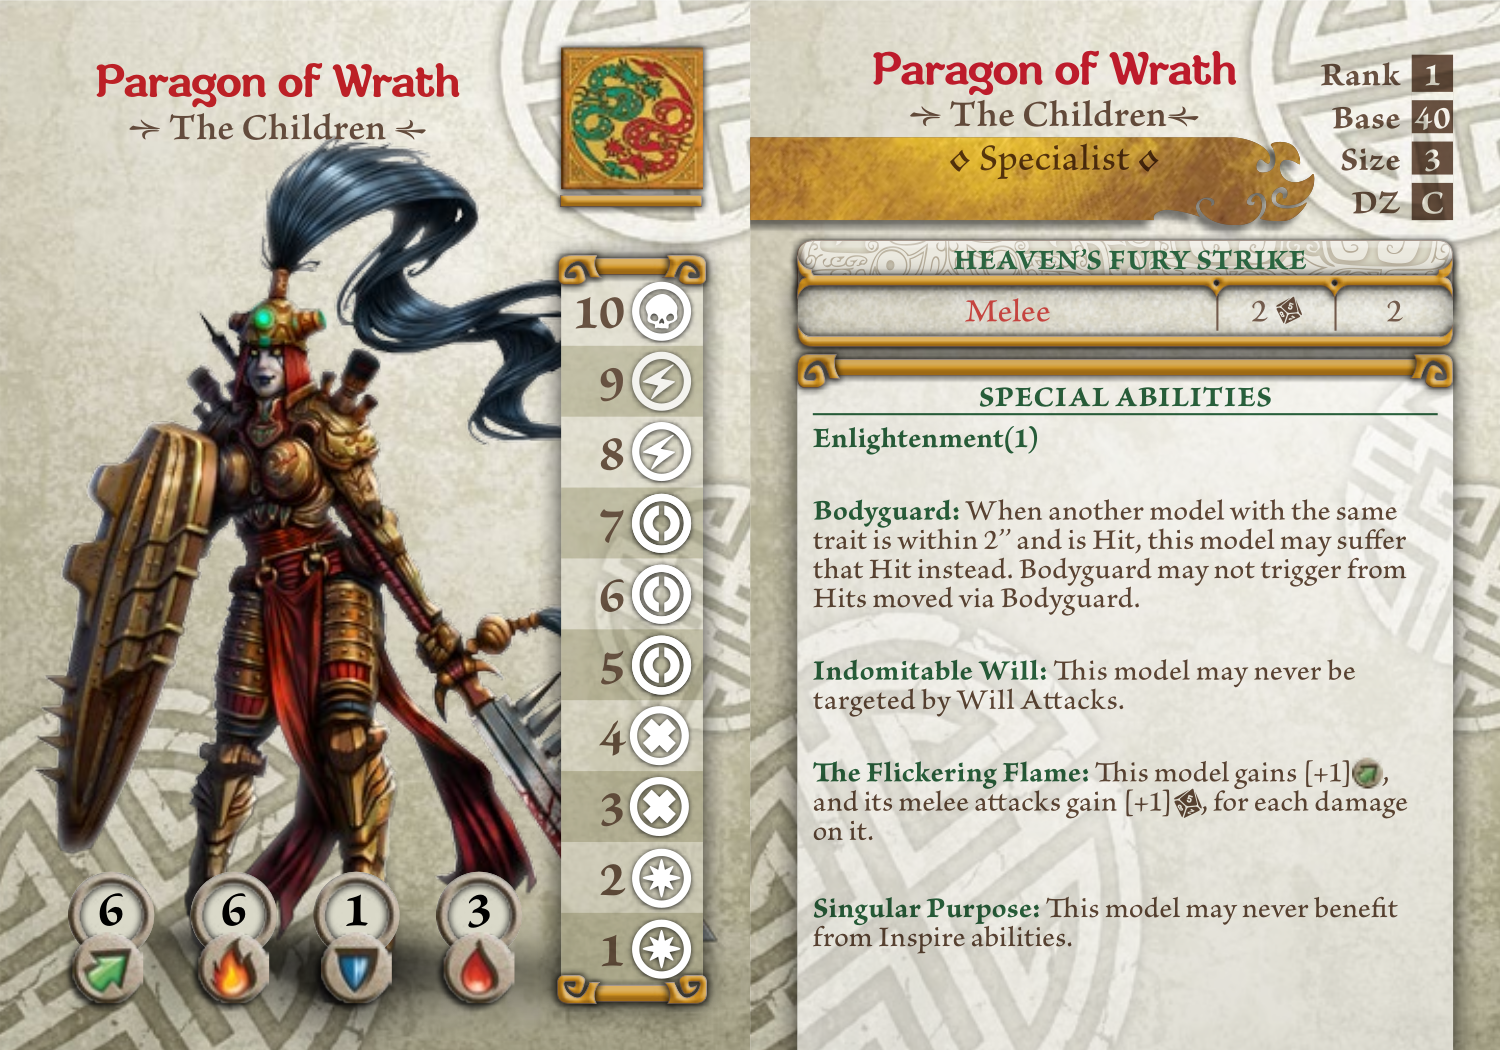 Paragon of Wrath
The Children
10
9
8
7
6
5
4
3
2
1
6 6 1 3
Paragon of Wrath
The Children
Specialist
Rank 1
Base 40
Size 3
DZ C
HEAVEN'S FURY STRIKE
Melee 2 2
SPECIAL ABILITIES
Enlightenment(1)
Bodyguard: When another model with the same
trait is within 2” and is Hit, this model may suffer
that Hit instead. Bodyguard may not trigger from
Hits moved via Bodyguard.
Indomitable Will: This model may never be
targeted by Will Attacks.
The Flickering Flame: This model gains [+1],
and its melee attacks gain [+1], for each damage
on it.
Singular Purpose: This model may never benefit
from Inspire abilities.